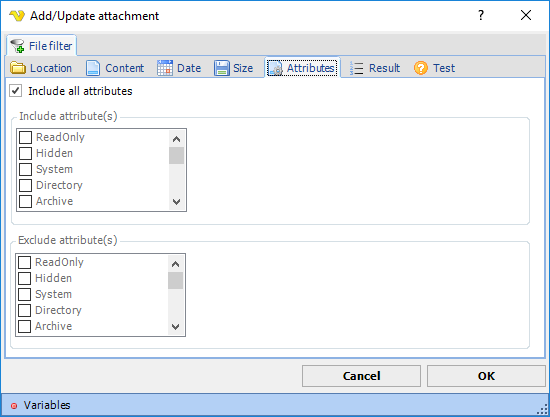 Add/Update attachment ? ×
File filter
Location Content Date Size Attributes Result Test
Include all attributes
Include attribute(s)
ReadOnly
Hidden
System
Directory
Archive
Exclude attribute(s)
ReadOnly
Hidden
System
Directory
Archive
Cancel OK
Variables